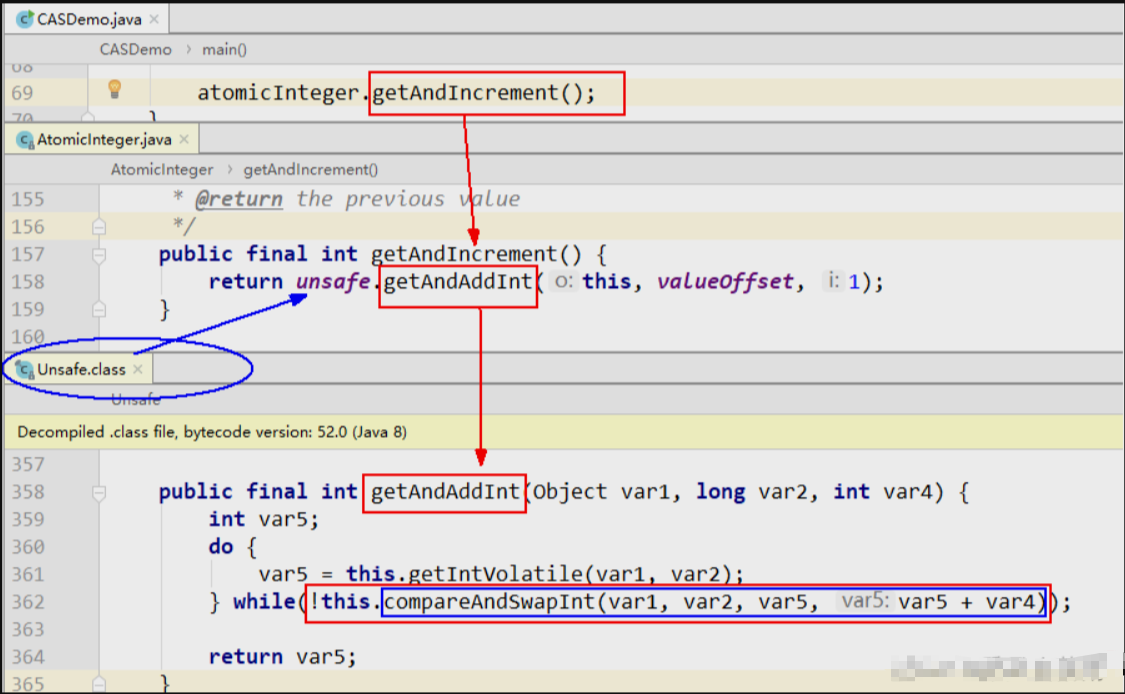 CASDemo.java ×
CASDemo > main()
68
69 atomicInteger.getAndIncrement();
70 }
AtomicInteger.java ×
AtomicInteger > getAndIncrement()
155 * @return the previous value
156 */
157 public final int getAndIncrement() {
158 return unsafe.getAndAddInt( o: this, valueOffset, i: 1);
159 }
160
Unsafe.class ×
Unsafe
Decompiled .class file, bytecode version: 52.0 (Java 8)
357
358 public final int getAndAddInt(Object var1, long var2, int var4) {
359 int var5;
360 do {
361 var5 = this.getIntVolatile(var1, var2);
362 } while(!this.compareAndSwapInt(var1, var2, var5, var5: var5 + var4));
363
364 return var5;
365 }